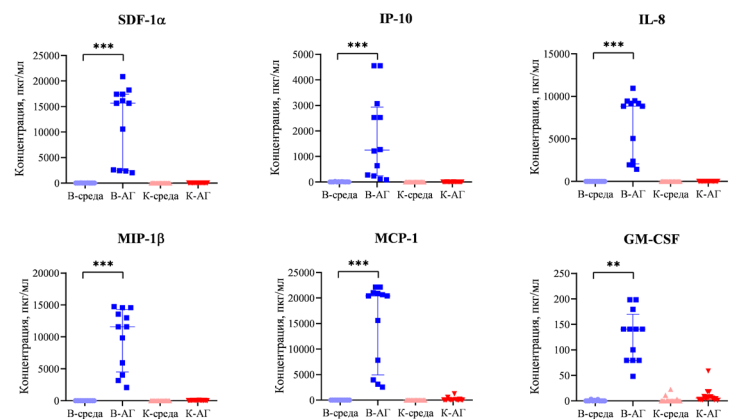 SDF-1α
IP-10
IL-8
Концентрация, пкг/мл
25000
20000
15000
10000
5000
0
***
В-среда
В-АГ
К-среда
К-АГ
Концентрация, пкг/мл
5000
4000
3000
2000
1000
0
***
В-среда
В-АГ
К-среда
К-АГ
Концентрация, пкг/мл
15000
10000
5000
0
***
В-среда
В-АГ
К-среда
К-АГ
MIP-1β
MCP-1
GM-CSF
Концентрация, пкг/мл
20000
15000
10000
5000
0
***
В-среда
В-АГ
К-среда
К-АГ
Концентрация, пкг/мл
25000
20000
15000
10000
5000
0
***
В-среда
В-АГ
К-среда
К-АГ
Концентрация, пкг/мл
250
200
150
100
50
0
**
В-среда
В-АГ
К-среда
К-АГ